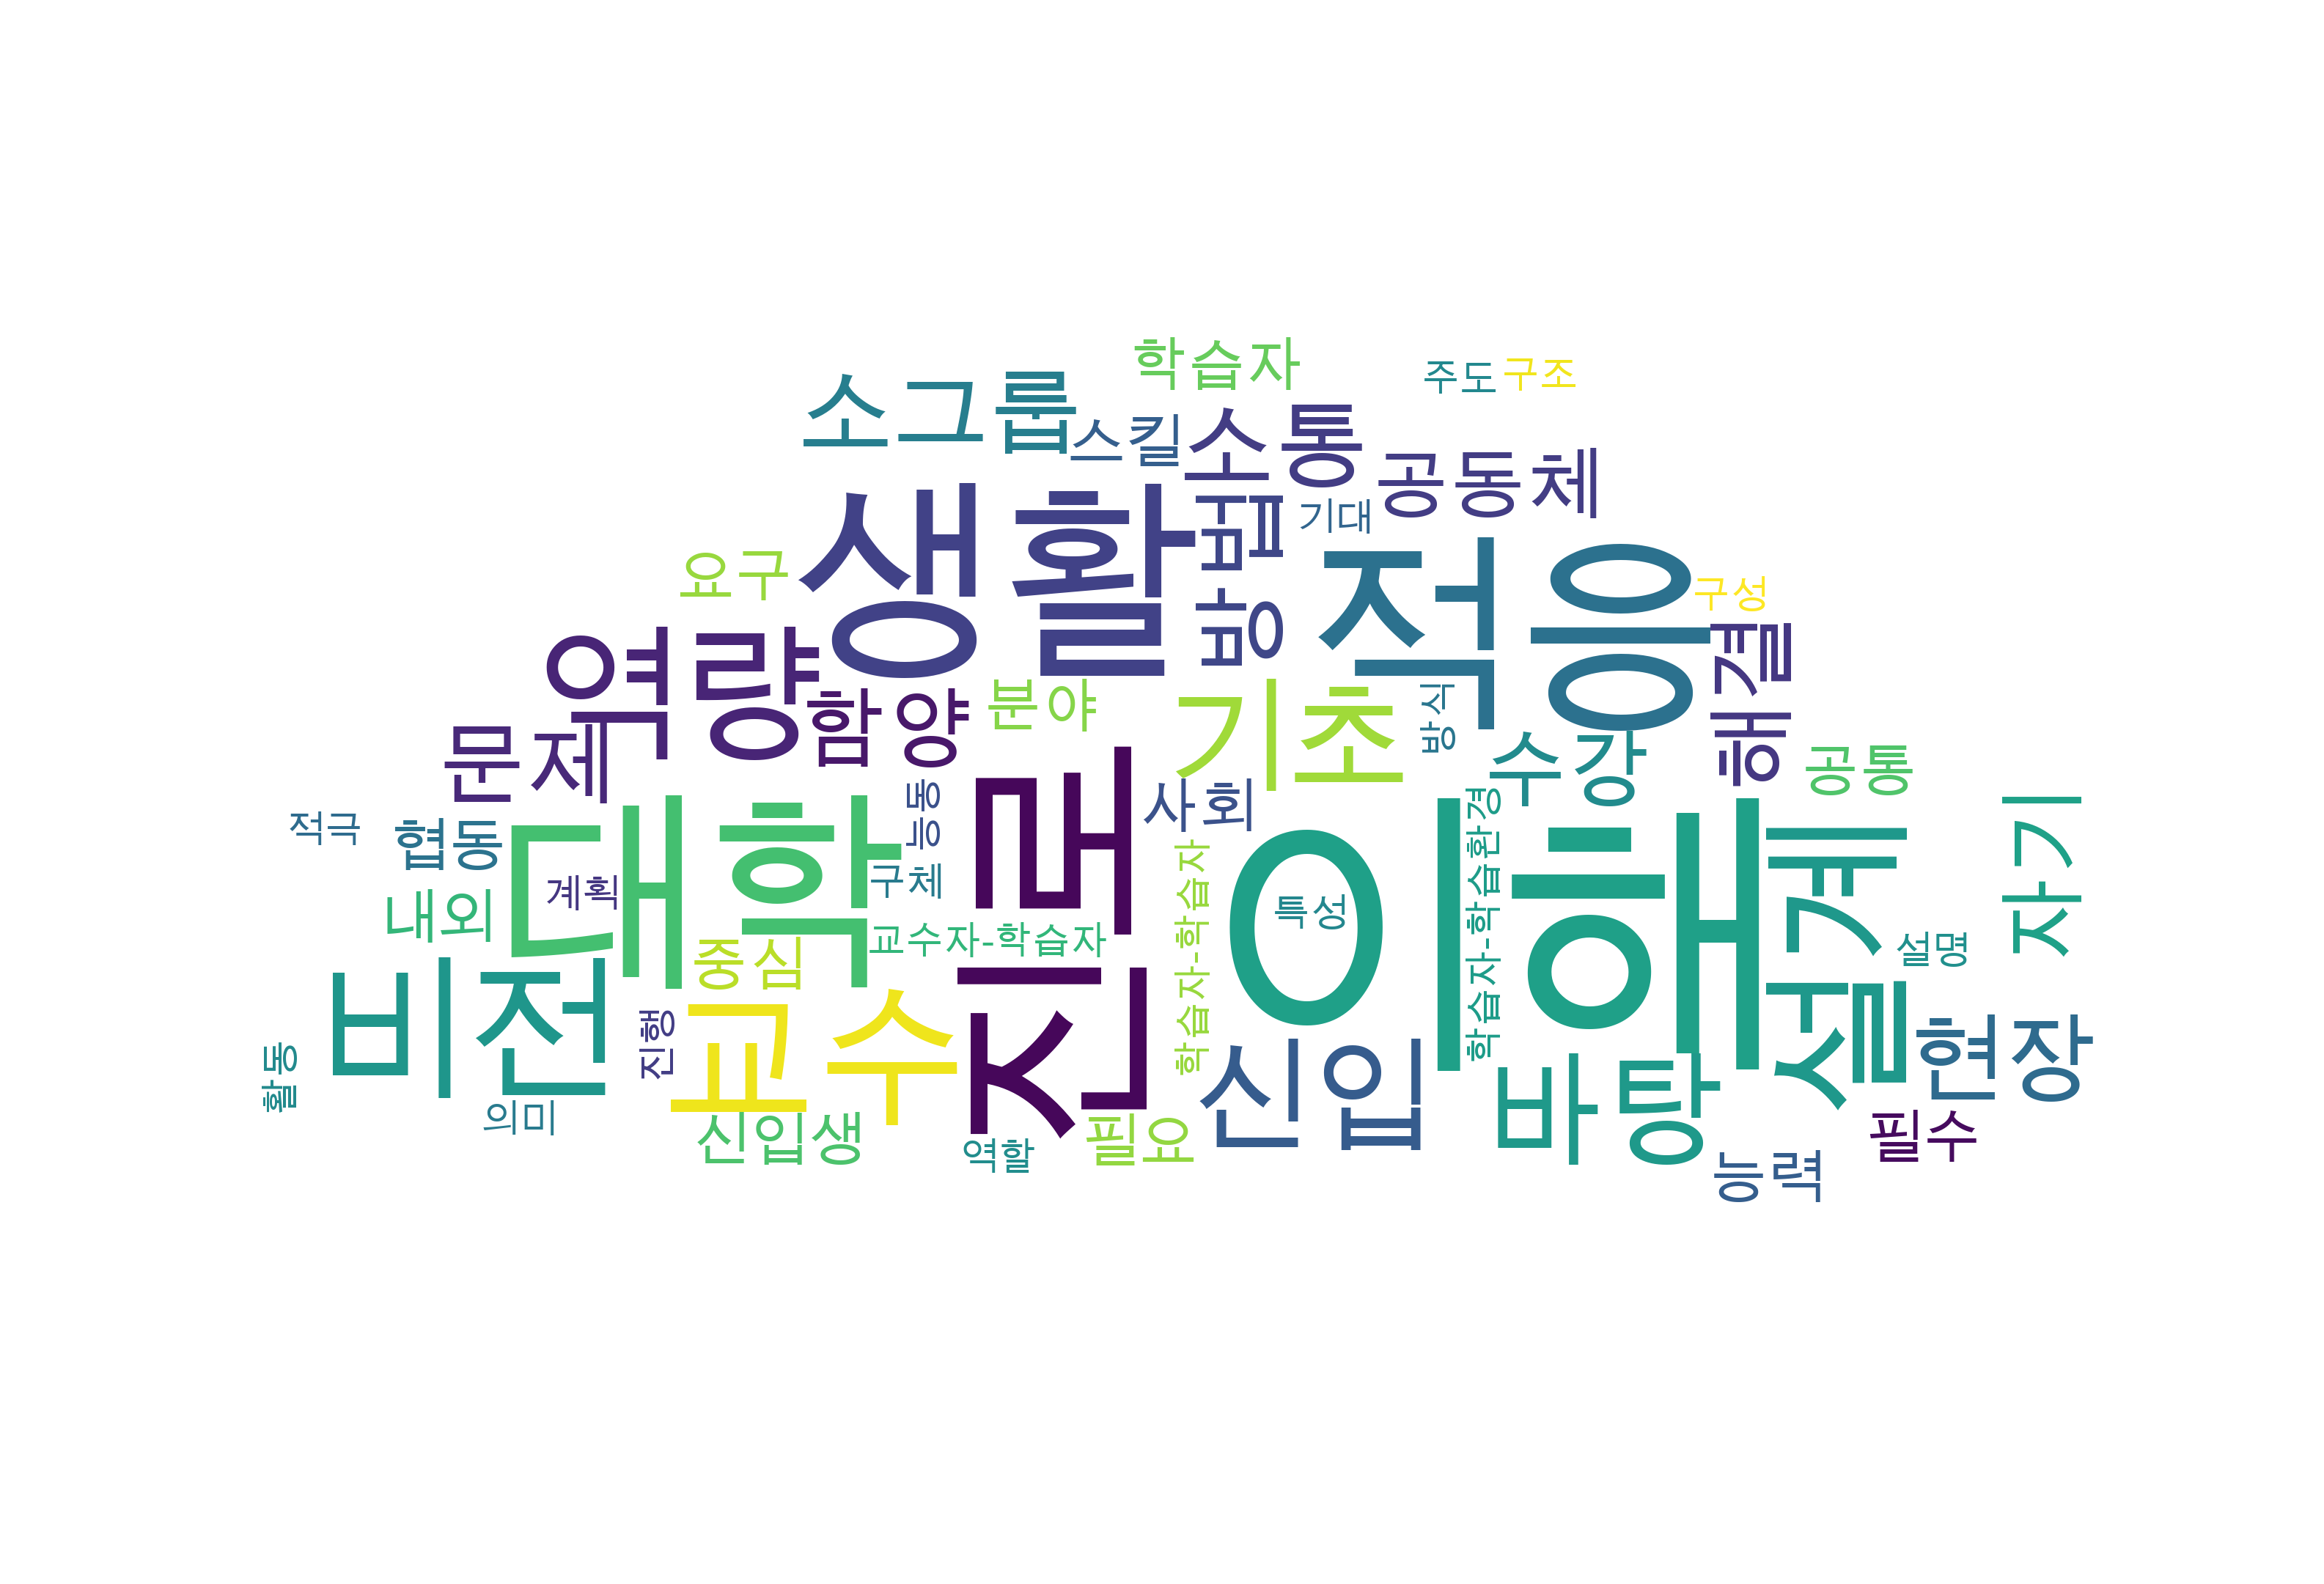 학습자
주도
구조
소그룹
스킬
소통
공동체
생활
방법
기대
적응
요구
구성
역량
함양
분야
기초
방식
해결
문제
수강
공통
적극
협동
대학
계획
능동
구체
진로
사회
이해
특성
학습자-학습환경
학습자-학습자
설계
자기
내외
중심
교수자-학습자
설명
비전
교수
진행
신입
바탕
현장
활동
의미
신입생
역할
필요
필수
능력